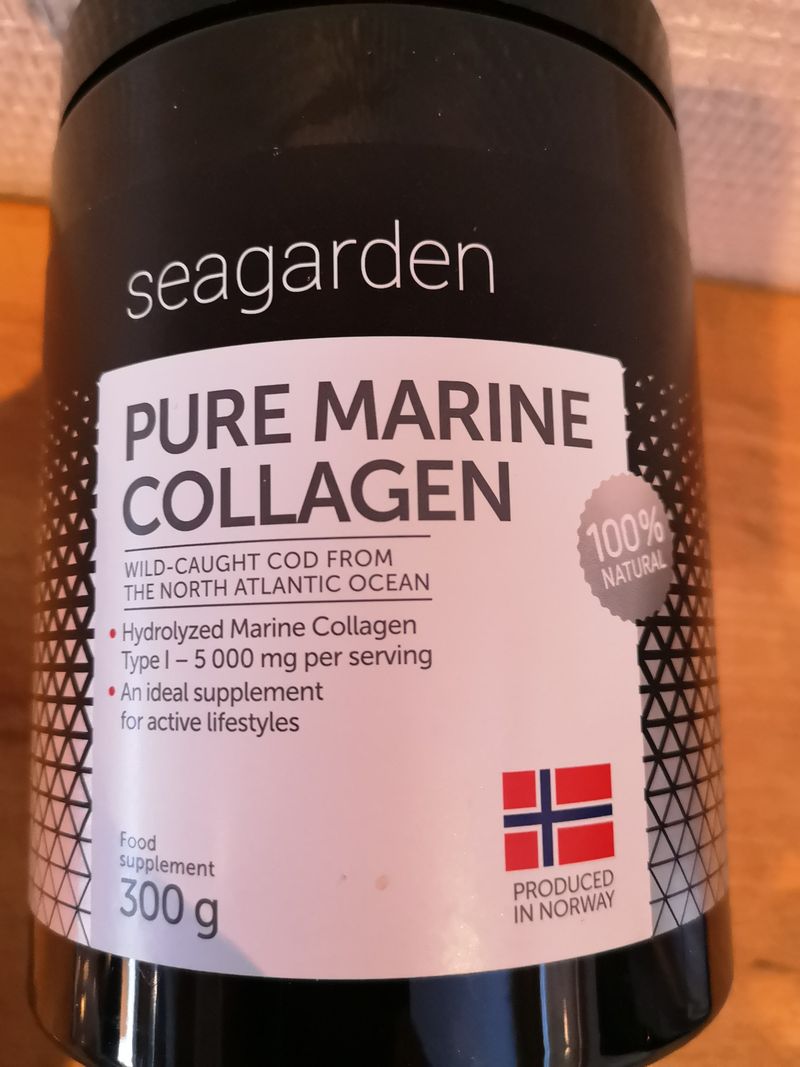 seagarden
PURE MARINE
COLLAGEN
WILD-CAUGHT COD FROM
THE NORTH ATLANTIC OCEAN
• Hydrolyzed Marine Collagen
Type I – 5 000 mg per serving
• An ideal supplement
for active lifestyles
100%
NATURAL
Food
supplement
300 g
PRODUCED
IN NORWAY